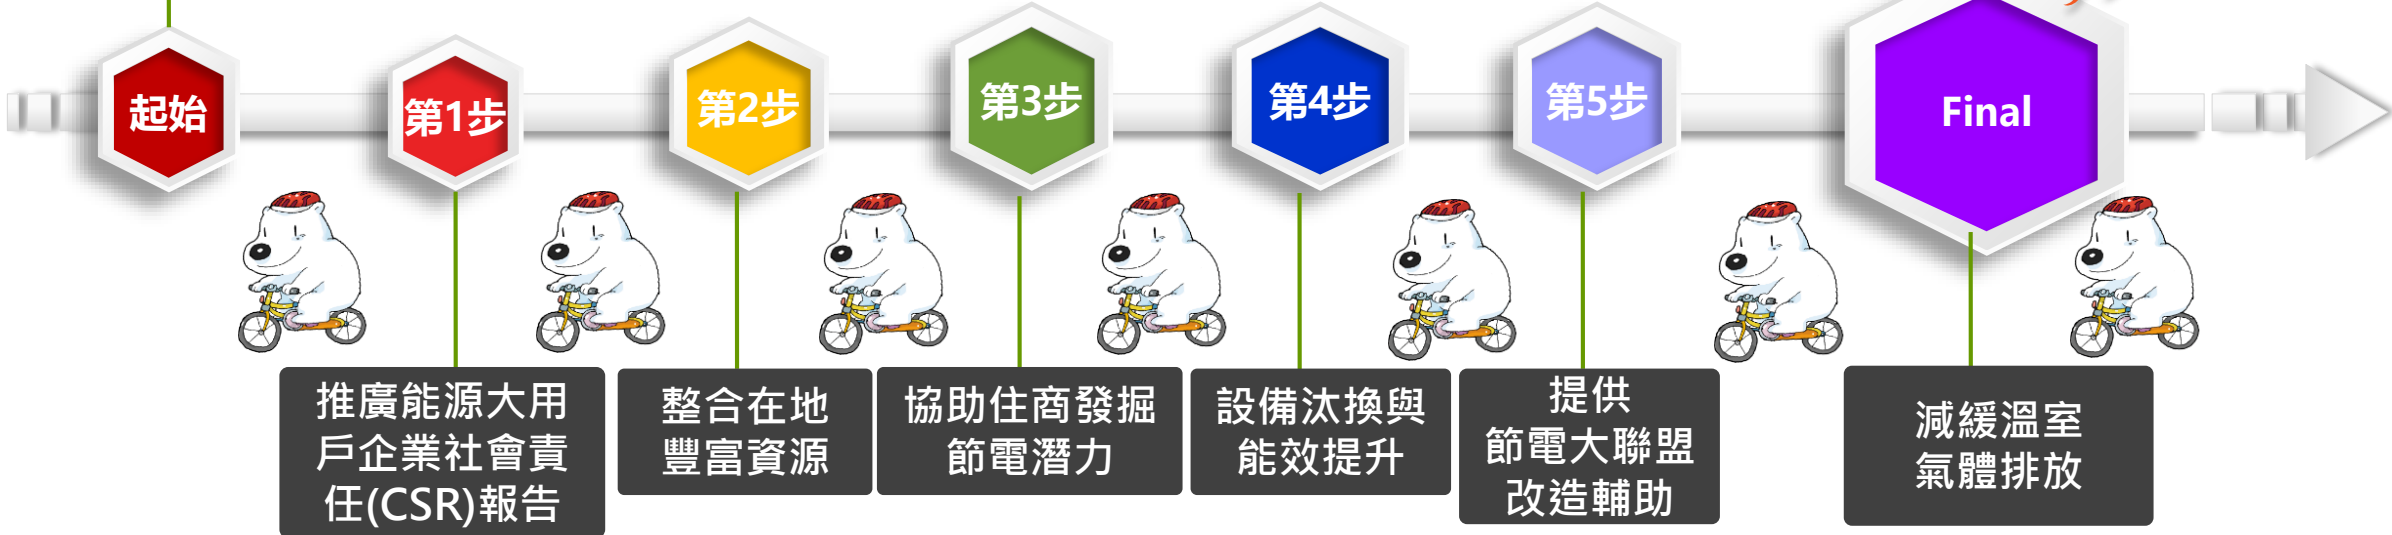 起始
第1步
第2步
第3步
第4步
第5步
Final
推廣能源大用
戶企業社會責
任(CSR)報告
整合在地
豐富資源
協助住商發掘
節電潛力
設備汰換與
能效提升
提供
節電大聯盟
改造輔助
減緩溫室
氣體排放